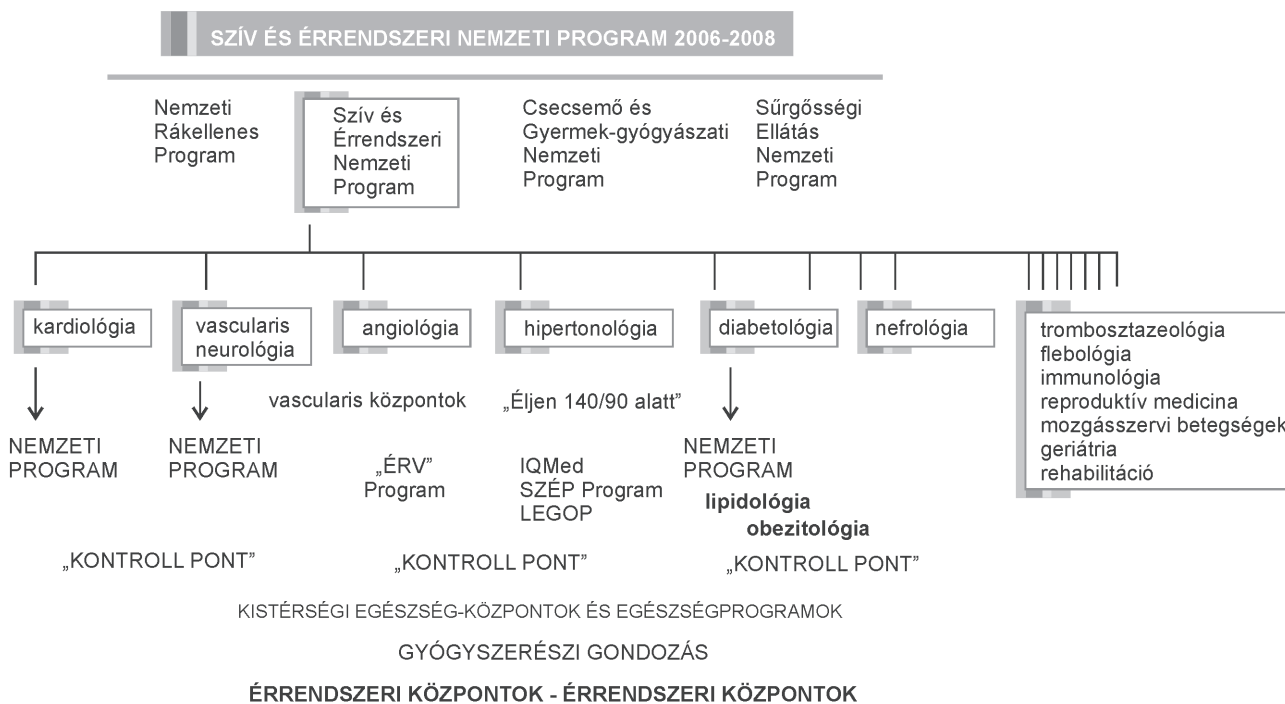 SZÍV ÉS ÉRRENDSZERI NEMZETI PROGRAM 2006-2008
Nemzeti
Rákellenes
Program
Szív és
Érrendszeri
Nemzeti
Program
Csecsemő és
Gyermek-gyógyászati
Nemzeti
Program
Sűrgősségi
Ellátás
Nemzeti
Program
kardiológia
vascularis
neurológia
angiológia
hipertonológia
diabetológia
nefrológia
trombosztazeológia
flebológia
immunológia
reproduktív medicina
mozgásszervi betegségek
geriátria
rehabilitáció
NEMZETI
PROGRAM
NEMZETI
PROGRAM
vascularis központok
„ÉRV”
Program
„Éljen 140/90 alatt”
IQMed
SZÉP Program
LEGOP
NEMZETI
PROGRAM
lipidológia
obezitológia
„KONTROLL PONT”
„KONTROLL PONT”
„KONTROLL PONT”
KISTÉRSÉGI EGÉSZSÉG-KÖZPONTOK ÉS EGÉSZSÉGPROGRAMOK
GYÓGYSZERÉSZI GONDOZÁS
ÉRRENDSZERI KÖZPONTOK - ÉRRENDSZERI KÖZPONTOK